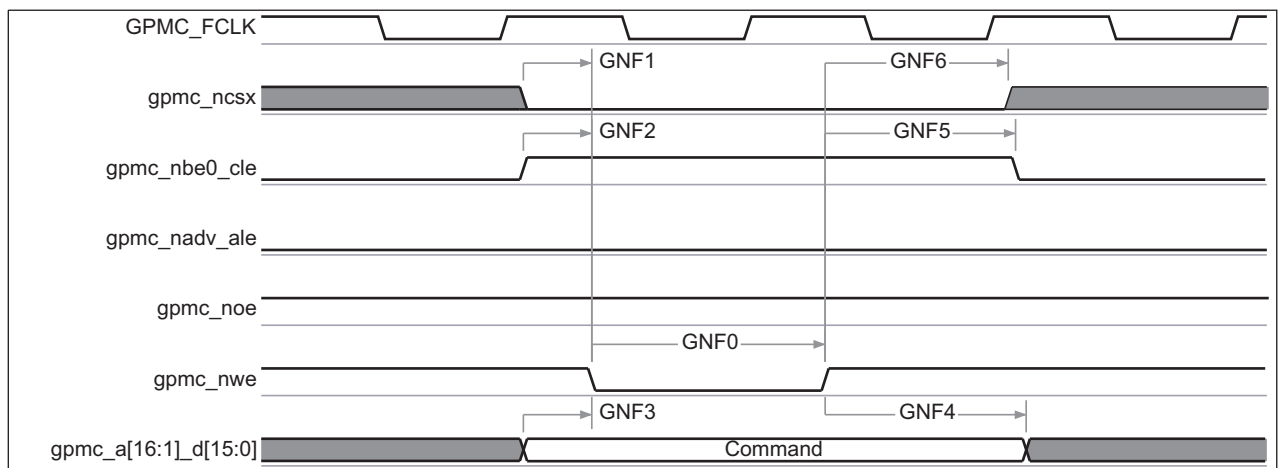 GPMC_FCLK
GNF1
GNF6
gpmc_ncsx
GNF2
GNF5
gpmc_nbe0_cle
gpmc_nadv_ale
gpmc_noe
GNF0
gpmc_nwe
GNF3
GNF4
gpmc_a[16:1]_d[15:0]
Command